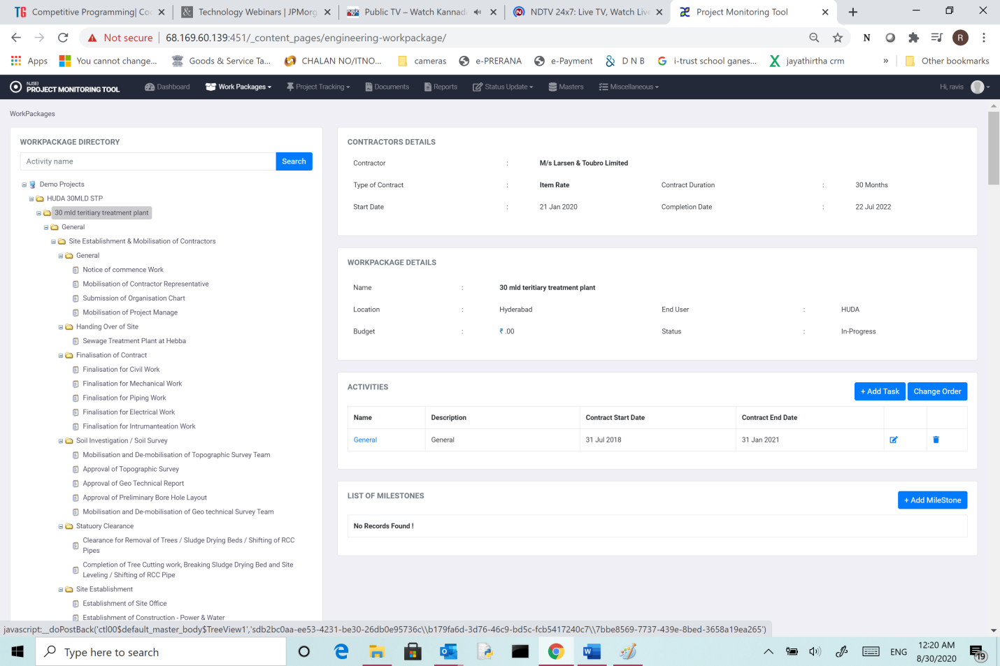 TG Competitive Programming| Co
& Technology Webinars | JPMorg
Public TV – Watch Kannad
NDTV 24x7: Live TV, Watch Liv
Project Monitoring Tool
Not secure | 68.169.60.139:451/_content_pages/engineering-workpackage/
N
R
Apps
You cannot change...
Goods & Service Ta...
CHALAN NO/ITNO...
cameras
e-PRERANA
e-Payment
D N B
G i-trust school ganes...
X jayathirtha crm
»
Other bookmarks
NJSEI
PROJECT MONITORING TOOL
Dashboard
Work Packages
Project Tracking
Documents
Reports
Status Update
Masters
Miscellaneous
Hi, ravis
WorkPackages
WORKPACKAGE DIRECTORY
Activity name
Search
Demo Projects
HUDA 30MLD STP
30 mld teritiary treatment plant
General
Site Establishment & Mobilisation of Contractors
General
Notice of commence Work
Mobilisation of Contractor Representative
Submission of Organisation Chart
Mobilisation of Project Manage
Handing Over of Site
Sewage Treatment Plant at Hebba
Finalisation of Contract
Finalisation for Civil Work
Finalisation for Mechanical Work
Finalisation for Piping Work
Finalisation for Electrical Work
Finalisation for Intrumanteation Work
Soil Investigation / Soil Survey
Mobilisation and De-mobilisation of Topographic Survey Team
Approval of Topographic Survey
Approval of Geo Technical Report
Approval of Preliminary Bore Hole Layout
Mobilisation and De-mobilisation of Geo technical Survey Team
Statuory Clearance
Clearance for Removal of Trees / Sludge Drying Beds / Shifting of RCC
Pipes
Completion of Tree Cutting work, Breaking Sludge Drying Bed and Site
Leveling / Shifting of RCC Pipe
Site Establishment
Establishment of Site Office
Establishment of Construction - Power & Water
CONTRACTORS DETAILS
Contractor : M/s Larsen & Toubro Limited
Type of Contract : Item Rate Contract Duration : 30 Months
Start Date : 21 Jan 2020 Completion Date : 22 Jul 2022
WORKPACKAGE DETAILS
Name : 30 mld teritiary treatment plant
Location : Hyderabad End User : HUDA
Budget : ₹ .00 Status : In-Progress
ACTIVITIES
+ Add Task Change Order
Name Description Contract Start Date Contract End Date
General General 31 Jul 2018 31 Jan 2021
LIST OF MILESTONES
+ Add MileStone
No Records Found !
javascript:__doPostBack('ctl00$default_master_body$TreeView1','sdb2bc0aa-ee53-4231-be30-26db0e95736c\\b179fa6d-3d76-46c9-bd5c-fcb5417240c7\\7bbe8569-7737-439e-8bed-3658a19ea265')
Type here to search
ENG
12:20 AM
8/30/2020
19